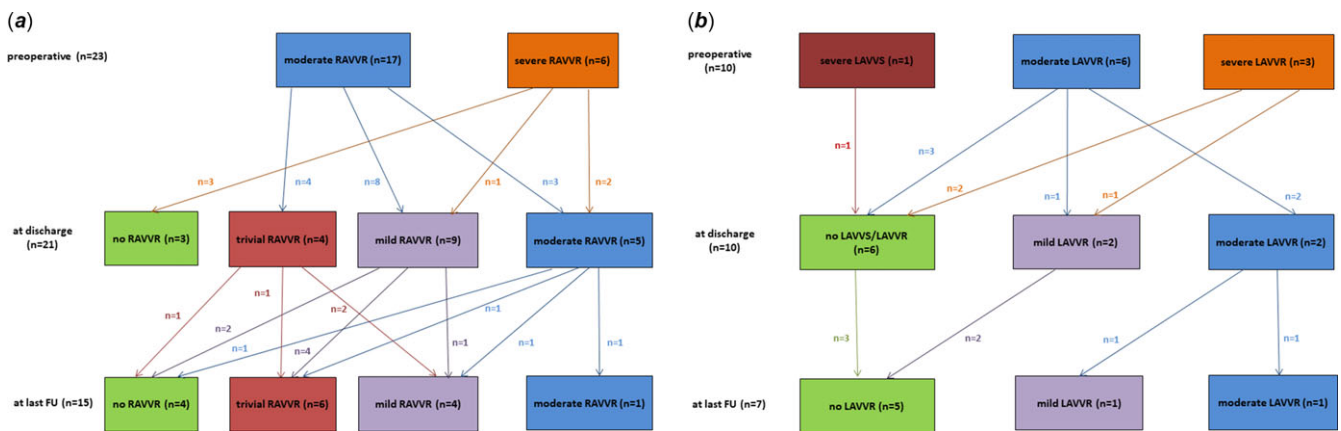 (a)
preoperative (n=23)
moderate RAVVR (n=17)
severe RAVVR (n=6)
n=3
n=4
n=8
n=1
n=3
n=2
at discharge
(n=21)
no RAVVR (n=3)
trivial RAVVR (n=4)
mild RAVVR (n=9)
moderate RAVVR (n=5)
n=1
n=2
n=1
n=1
n=4
n=2
n=1
n=1
n=1
n=1
at last FU (n=15)
no RAVVR (n=4)
trivial RAVVR (n=6)
mild RAVVR (n=4)
moderate RAVVR (n=1)
(b)
preoperative
(n=10)
severe LAVVS (n=1)
moderate LAVVR (n=6)
severe LAVVR (n=3)
n=1
n=3
n=2
n=1
n=1
n=2
at discharge
(n=10)
no LAVVS/LAVVR
(n=6)
mild LAVVR (n=2)
moderate LAVVR (n=2)
n=3
n=2
n=1
n=1
at last FU (n=7)
no LAVVR (n=5)
mild LAVVR (n=1)
moderate LAVVR (n=1)